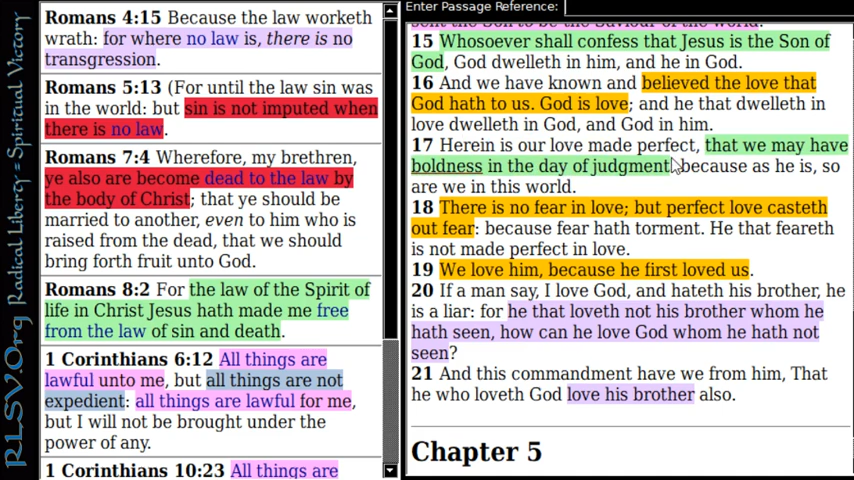 RLSV.Org Radical Liberty = Spiritual Victory
Romans 4:15 Because the law worketh
wrath: for where no law is, there is no
transgression.
Romans 5:13 (For until the law sin was
in the world: but sin is not imputed when
there is no law.
Romans 7:4 Wherefore, my brethren,
ye also are become dead to the law by
the body of Christ; that ye should be
married to another, even to him who is
raised from the dead, that we should
bring forth fruit unto God.
Romans 8:2 For the law of the Spirit of
life in Christ Jesus hath made me free
from the law of sin and death.
1 Corinthians 6:12 All things are
lawful unto me, but all things are not
expedient: all things are lawful for me,
but I will not be brought under the
power of any.
1 Corinthians 10:23 All things are
Enter Passage Reference:
sent the Son to be the Saviour of the world.
15 Whosoever shall confess that Jesus is the Son of
God, God dwelleth in him, and he in God.
16 And we have known and believed the love that
God hath to us. God is love; and he that dwelleth in
love dwelleth in God, and God in him.
17 Herein is our love made perfect, that we may have
boldness in the day of judgment: because as he is, so
are we in this world.
18 There is no fear in love; but perfect love casteth
out fear: because fear hath torment. He that feareth
is not made perfect in love.
19 We love him, because he first loved us.
20 If a man say, I love God, and hateth his brother, he
is a liar: for he that loveth not his brother whom he
hath seen, how can he love God whom he hath not
seen?
21 And this commandment have we from him, That
he who loveth God love his brother also.
Chapter 5